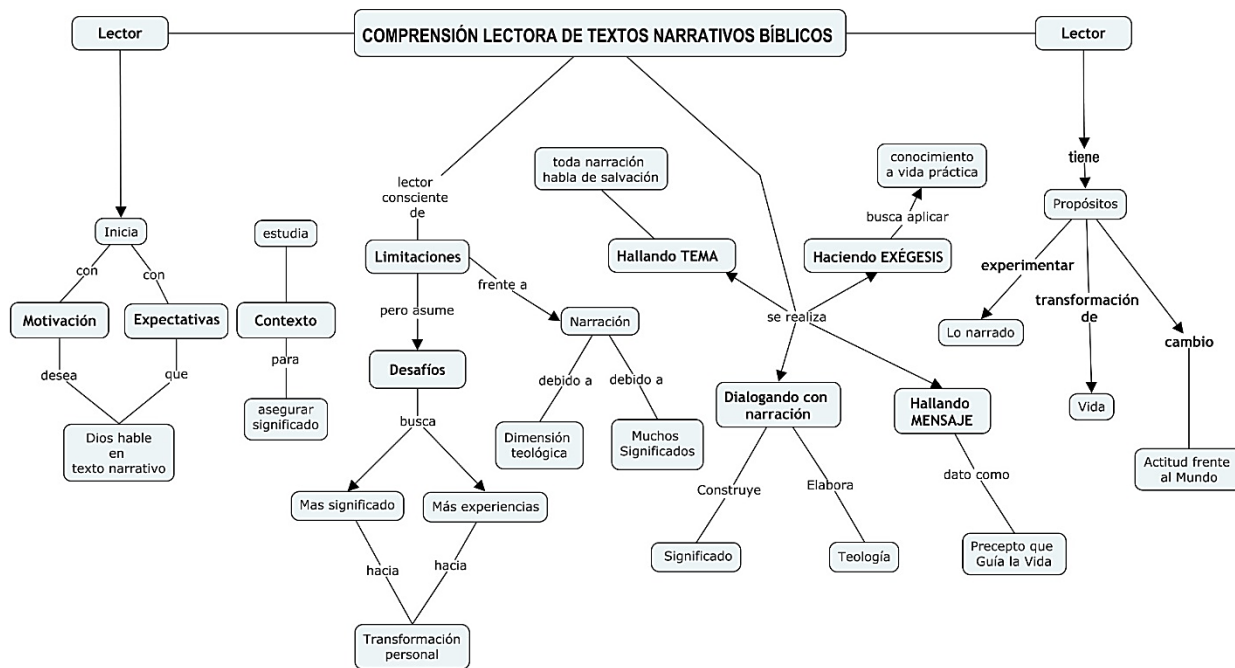 Lector
COMPRENSIÓN LECTORA DE TEXTOS NARRATIVOS BÍBLICOS
Lector
Inicia
con
con
Motivación
Expectativas
desea
que
Dios hable
en
texto narrativo
estudia
Contexto
para
asegurar
significado
lector
consciente
de
Limitaciones
pero asume
frente a
Desafíos
busca
Mas significado
Más experiencias
hacia
hacia
Transformación
personal
Narración
debido a
debido a
Dimensión
teológica
Muchos
Significados
se realiza
toda narración
habla de salvación
Hallando TEMA
conocimiento
a vida práctica
busca aplicar
Haciendo EXÉGESIS
Dialogando con
narración
Construye
Elabora
Significado
Teología
Hallando
MENSAJE
dato como
Precepto que
Guía la Vida
tiene
Propósitos
experimentar
Lo narrado
transformación
de
Vida
cambio
Actitud frente
al Mundo